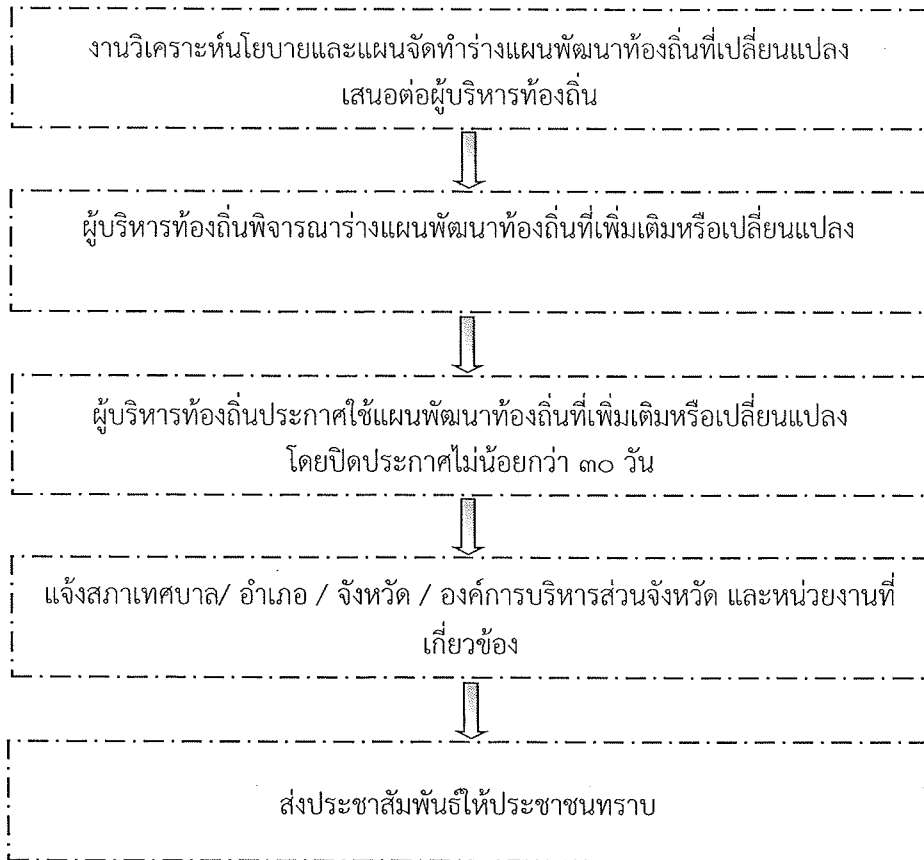 งานวิเคราะห์นโยบายและแผนจัดทำร่างแผนพัฒนาท้องถิ่นที่เปลี่ยนแปลง
เสนอต่อผู้บริหารท้องถิ่น
ผู้บริหารท้องถิ่นพิจารณาร่างแผนพัฒนาท้องถิ่นที่เพิ่มเติมหรือเปลี่ยนแปลง
ผู้บริหารท้องถิ่นประกาศใช้แผนพัฒนาท้องถิ่นที่เพิ่มเติมหรือเปลี่ยนแปลง
โดยปิดประกาศไม่น้อยกว่า ๓๐ วัน
แจ้งสภาเทศบาล/ อำเภอ / จังหวัด / องค์การบริหารส่วนจังหวัด และหน่วยงานที่
เกี่ยวข้อง
ส่งประชาสัมพันธ์ให้ประชาชนทราบ